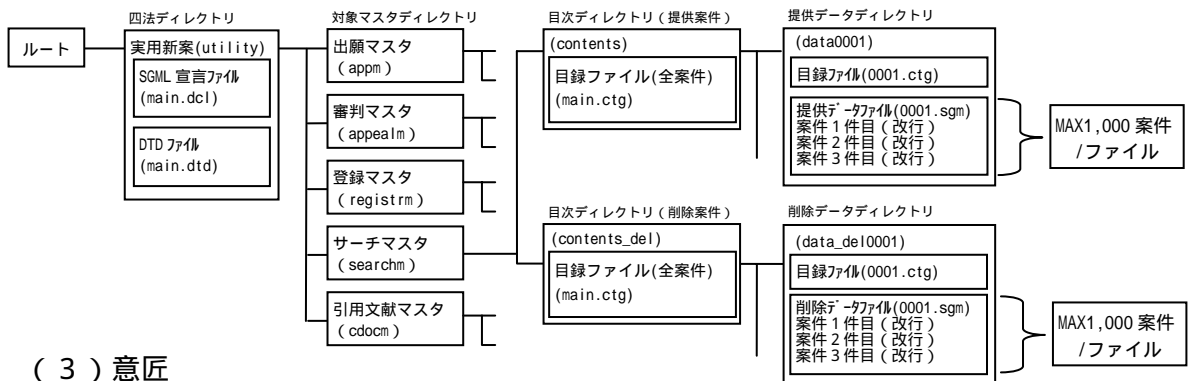 四法ディレクトリ
対象マスタディレクトリ
目次ディレクトリ(提供案件)
提供データディレクトリ
ルート
実用新案(utility)
SGML 宣言ファイル
(main.dcl)
DTD ファイル
(main.dtd)
出願マスタ
(appm)
審判マスタ
(appealm)
登録マスタ
(registrm)
サーチマスタ
(searchm)
引用文献マスタ
(cdocm)
(contents)
目録ファイル(全案件)
(main.ctg)
(data0001)
目録ファイル(0001.ctg)
提供データファイル(0001.sgm)
案件1件目(改行)
案件2件目(改行)
案件3件目(改行)
MAX1,000 案件
/ファイル
目次ディレクトリ(削除案件)
削除データディレクトリ
(contents_del)
目録ファイル(全案件)
(main.ctg)
(data_del0001)
目録ファイル(0001.ctg)
削除データファイル(0001.sgm)
案件1件目(改行)
案件2件目(改行)
案件3件目(改行)
MAX1,000 案件
/ファイル
(3)意匠